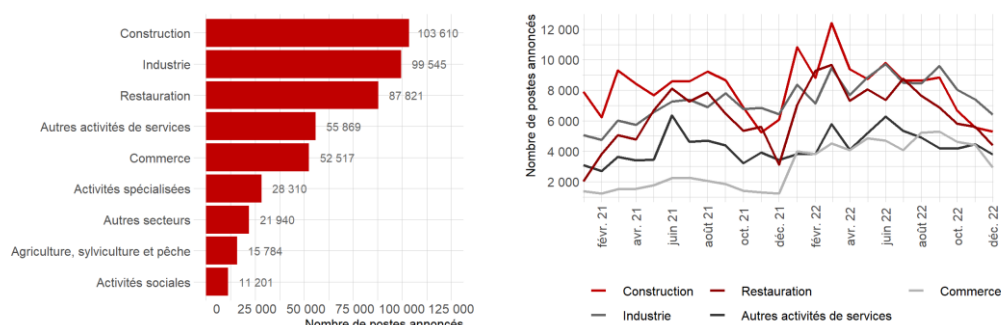 Construction
103 610
Industrie
99 545
Restauration
87 821
Autres activités de services
55 869
Commerce
52 517
Activités spécialisées
28 310
Autres secteurs
21 940
Agriculture, sylviculture et pêche
15 784
Activités sociales
11 201
0 25 000 50 000 75 000 100 000 125 000
Nombre de postes annoncés
Nombre de postes annoncés
12 000
10 000
8 000
6 000
4 000
2 000
févr. 21
avr. 21
juin 21
août 21
oct. 21
déc. 21
févr. 22
avr. 22
juin 22
août 22
oct. 22
déc. 22
Construction
Restauration
Commerce
Industrie
Autres activités de services